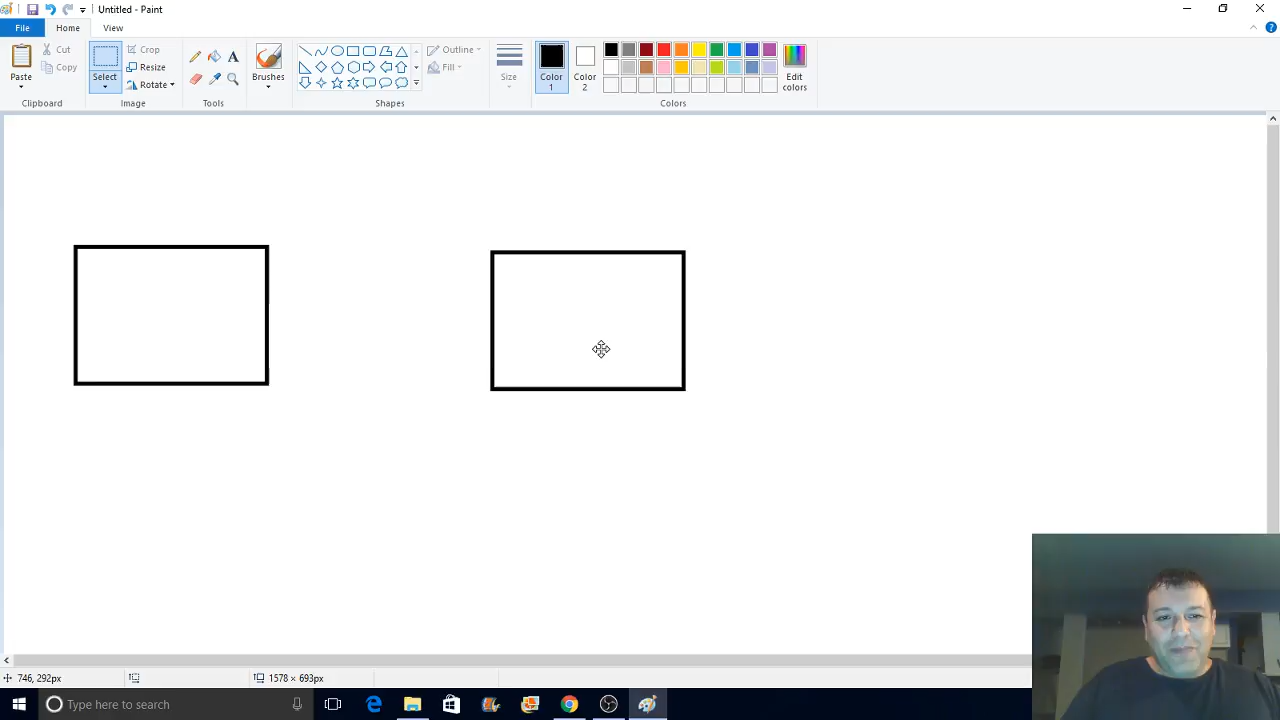 Untitled - Paint
File Home View
Paste
Cut
Copy
Clipboard
Select
Crop
Resize
Rotate
Image
Tools
Brushes
Outline
Fill
Shapes
Size
Color 1
Color 2
Edit colors
Colors
746, 292px
1578 × 693px
Type here to search